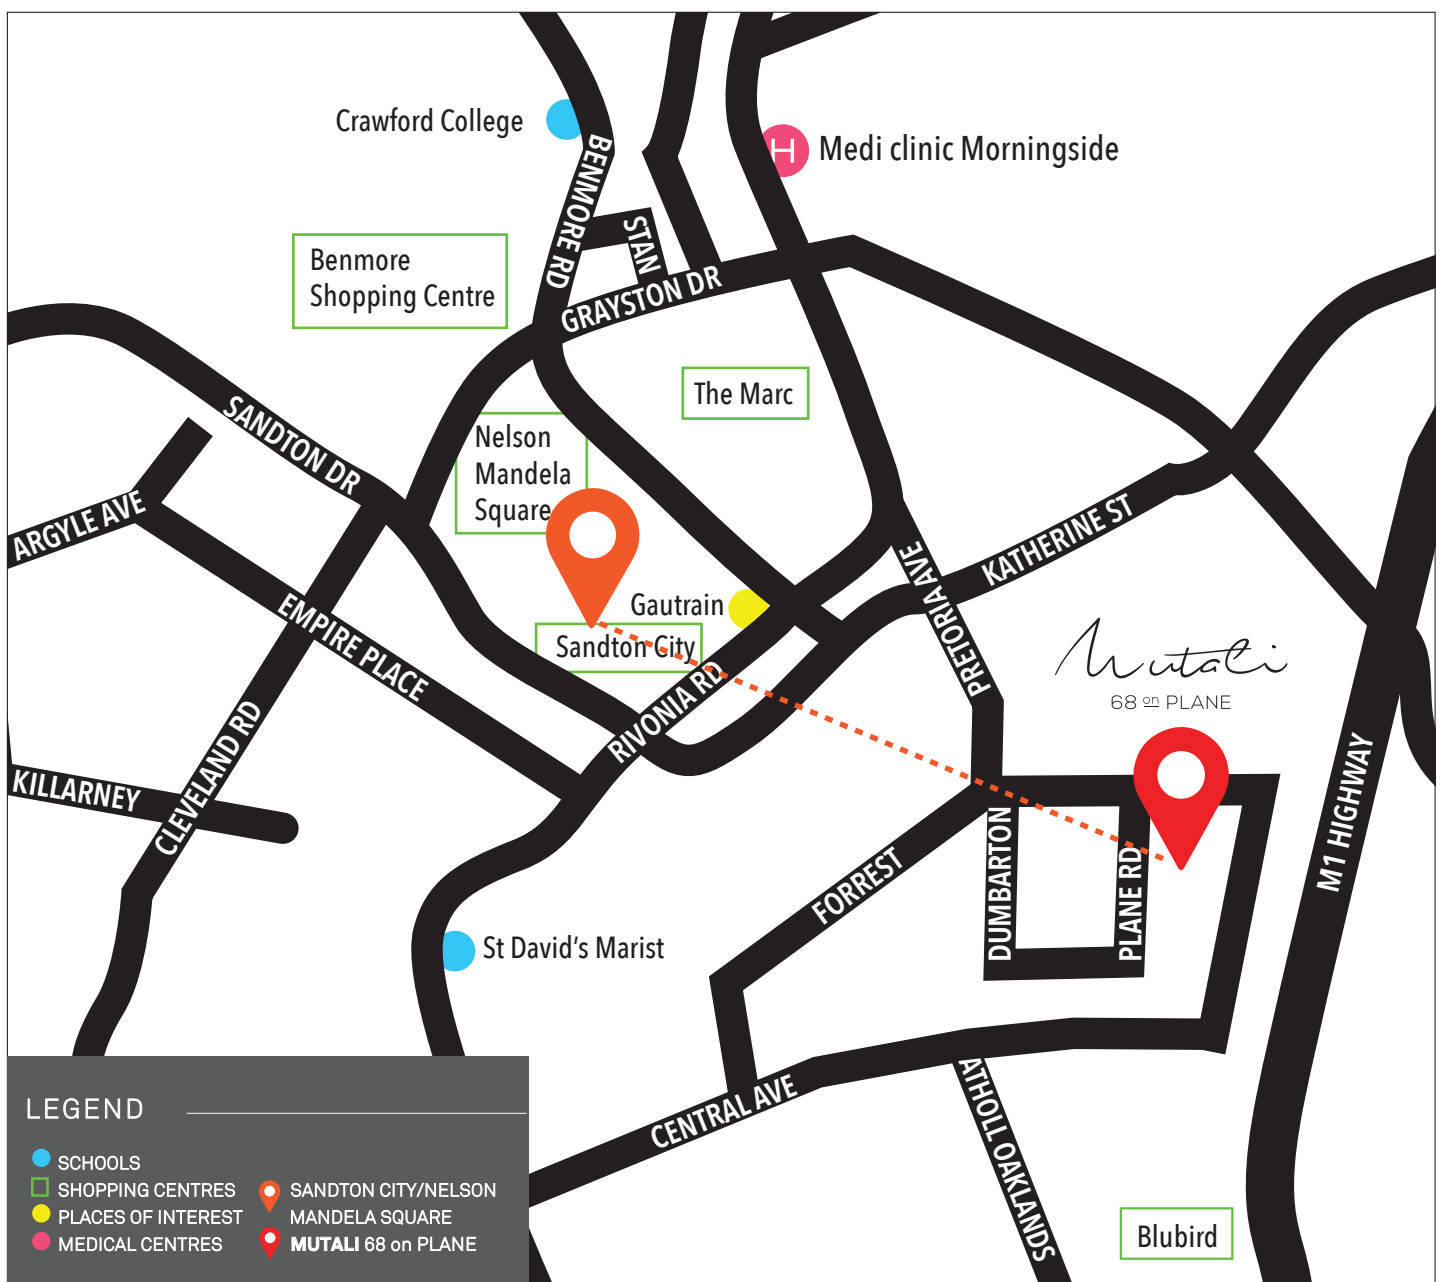 Crawford College
BENMORE RD
H
Medi clinic Morningside
STAN
Benmore
Shopping Centre
GRAYSTON DR
The Marc
SANDTON DR
Nelson
Mandela
Square
ARGYLE AVE
KATHERINE ST
PRETORIA AVE
Gautrain
Sandton City
EMPIRE PLACE
RIVONIA RD
Mutali
68 on PLANE
CLEVELAND RD
KILLARNEY
M1 HIGHWAY
FORREST
DUMBARTON
PLANE RD
St David's Marist
CENTRAL AVE
ATHOLL OAKLANDS
Blubird
LEGEND
SCHOOLS
SHOPPING CENTRES
PLACES OF INTEREST
MEDICAL CENTRES
SANDTON CITY/NELSON
MANDELA SQUARE
MUTALI 68 on PLANE